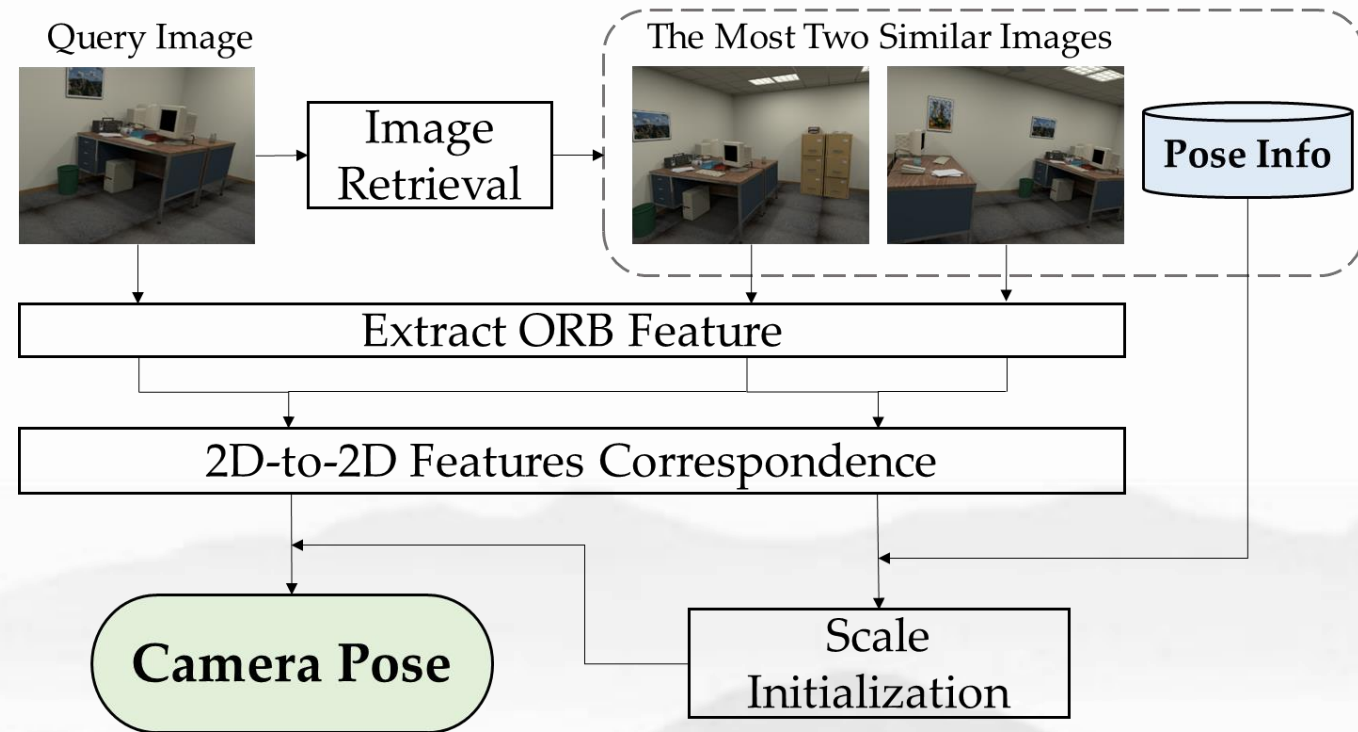 Query Image
The Most Two Similar Images
Image
Retrieval
Pose Info
Extract ORB Feature
2D-to-2D Features Correspondence
Camera Pose
Scale
Initialization